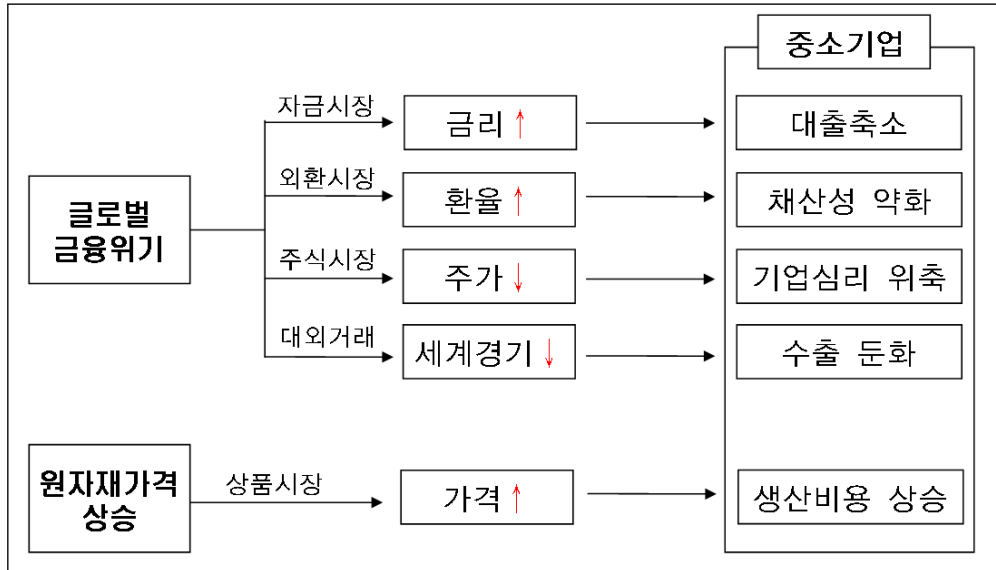 중소기업
자금시장
금리 ↑
대출축소
외환시장
환율 ↑
채산성 약화
글로벌
금융위기
주식시장
주가 ↓
기업심리 위축
대외거래
세계경기 ↓
수출 둔화
원자재가격
상승
상품시장
가격 ↑
생산비용 상승